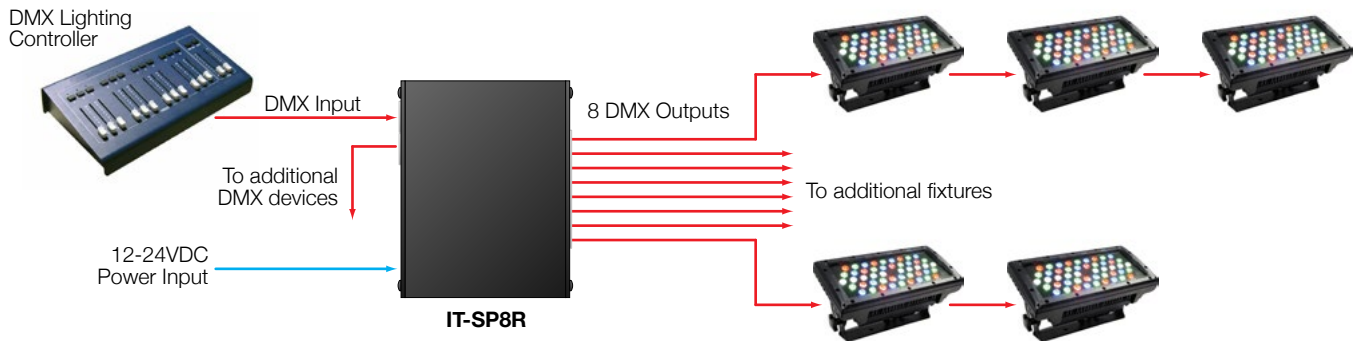 DMX Lighting
Controller
DMX Input
8 DMX Outputs
To additional
DMX devices
To additional fixtures
12-24VDC
Power Input
IT-SP8R